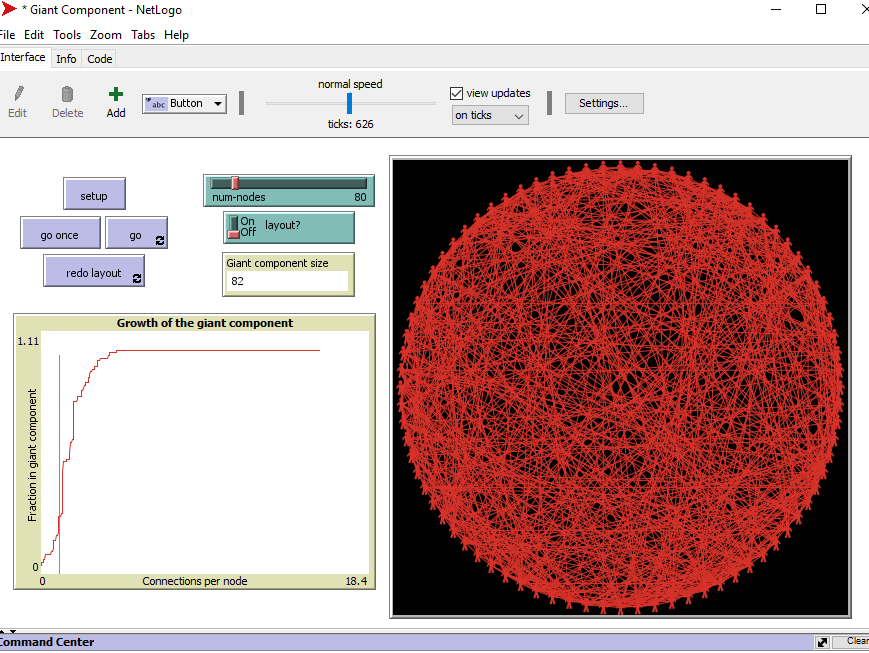 * Giant Component - NetLogo
File Edit Tools Zoom Tabs Help
Interface Info Code
Edit Delete Add abc Button normal speed ticks: 626 view updates on ticks Settings...
setup
num-nodes 80
go once go
On Off layout?
redo layout
Giant component size
82
Growth of the giant component
1.11
Fraction in giant component
0
0 Connections per node 18.4
Command Center Clear